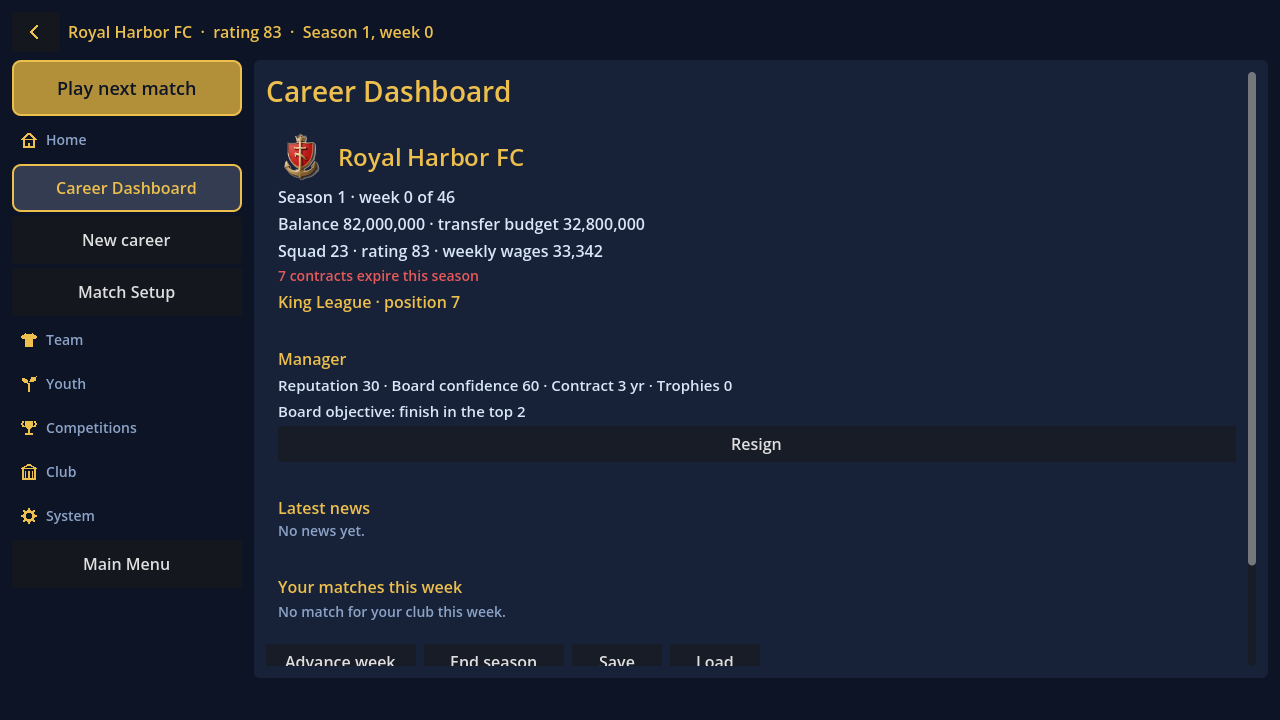 Royal Harbor FC · rating 83 · Season 1, week 0
Play next match
Home
Career Dashboard
New career
Match Setup
Team
Youth
Competitions
Club
System
Main Menu
Career Dashboard
Royal Harbor FC
Season 1 · week 0 of 46
Balance 82,000,000 · transfer budget 32,800,000
Squad 23 · rating 83 · weekly wages 33,342
7 contracts expire this season
King League · position 7
Manager
Reputation 30 · Board confidence 60 · Contract 3 yr · Trophies 0
Board objective: finish in the top 2
Resign
Latest news
No news yet.
Your matches this week
No match for your club this week.
Advance week End season Save Load